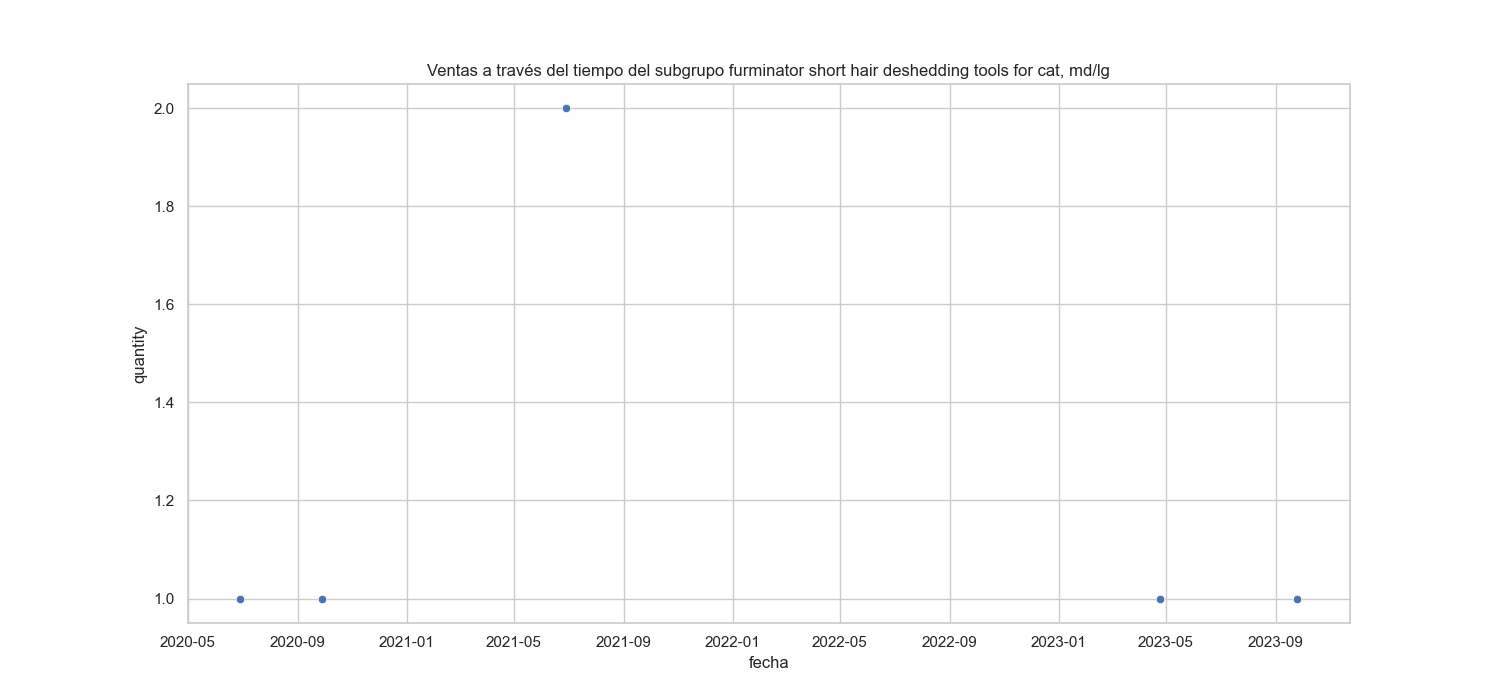 Ventas a través del tiempo del subgrupo furminator short hair deshedding tools for cat, md/lg
2.0
1.8
1.6
1.4
1.2
1.0
quantity
2020-05 2020-09 2021-01 2021-05 2021-09 2022-01 2022-05 2022-09 2023-01 2023-05 2023-09
fecha